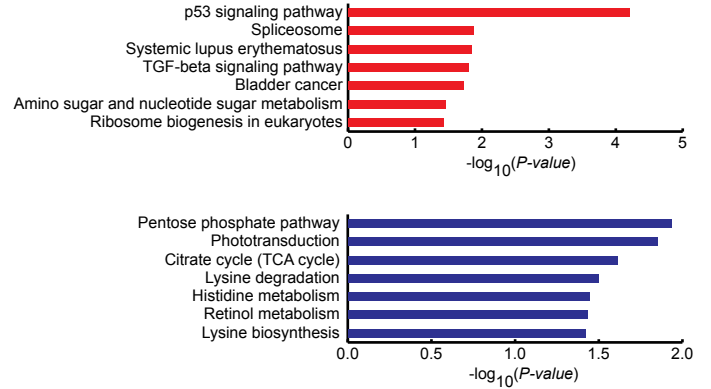 p53 signaling pathway
Spliceosome
Systemic lupus erythematosus
TGF-beta signaling pathway
Bladder cancer
Amino sugar and nucleotide sugar metabolism
Ribosome biogenesis in eukaryotes
0 1 2 3 4 5
-log10(P-value)
Pentose phosphate pathway
Phototransduction
Citrate cycle (TCA cycle)
Lysine degradation
Histidine metabolism
Retinol metabolism
Lysine biosynthesis
0.0 0.5 1.0 1.5 2.0
-log10(P-value)